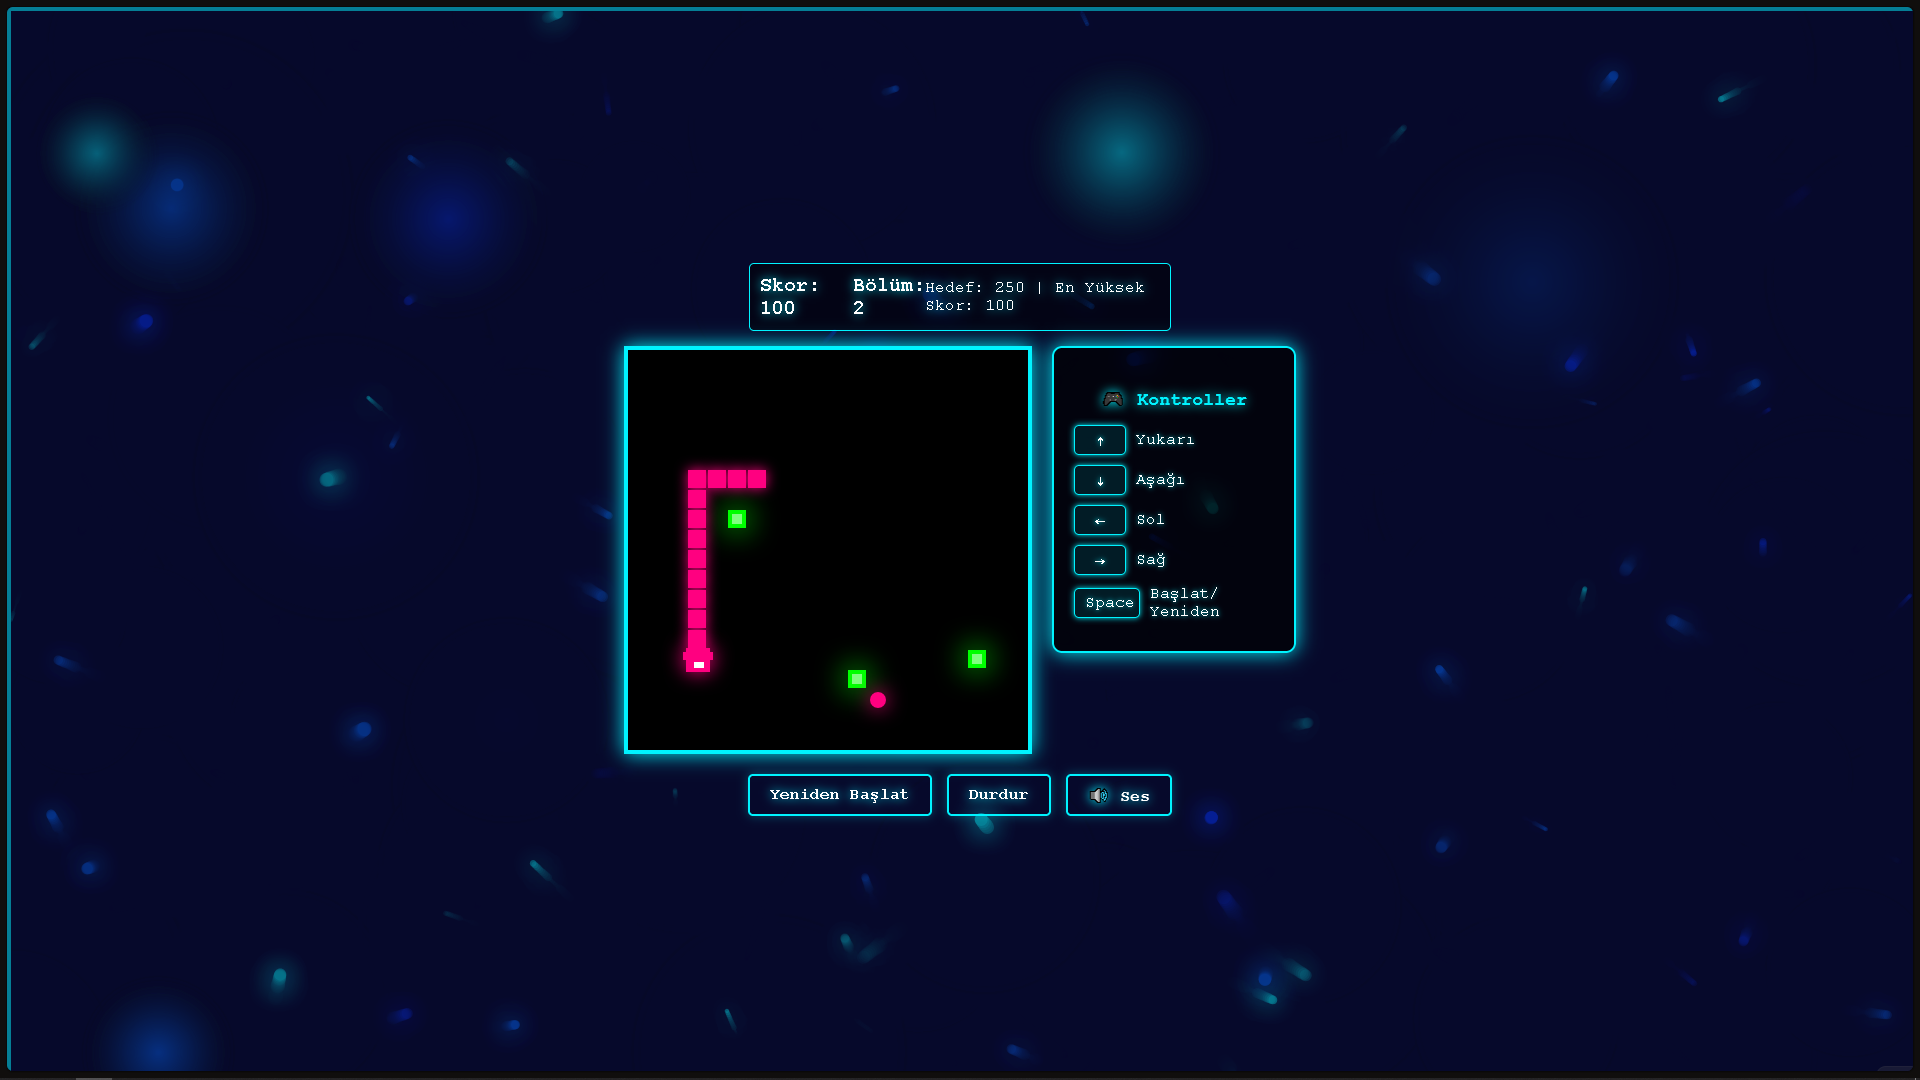 Skor:
100
Bölüm:
2
Hedef: 250 | En Yüksek
Skor: 100
🎮 Kontroller
↑ Yukarı
↓ Aşağı
← Sol
→ Sağ
Space Başlat/
Yeniden
Yeniden Başlat
Durdur
🔊 Ses